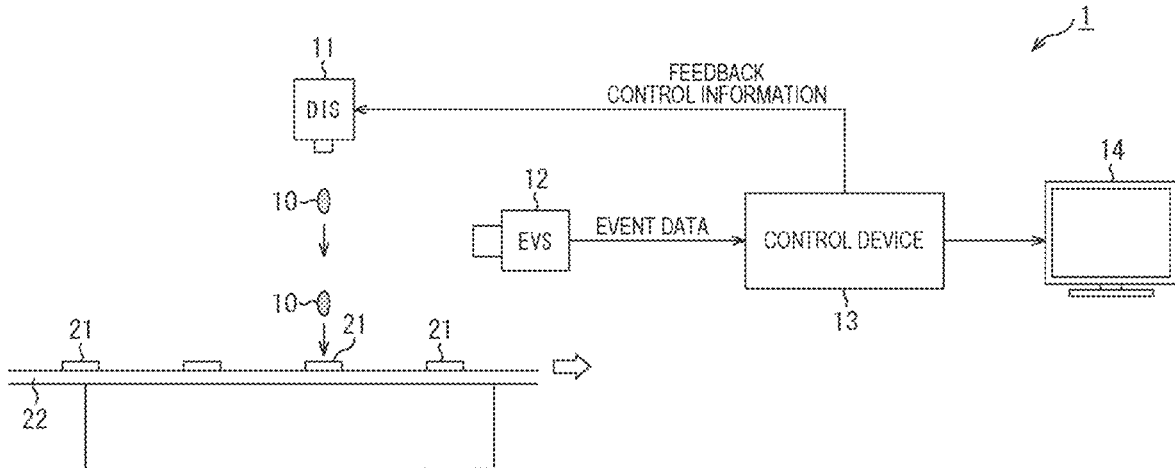 1
11
DIS
FEEDBACK
CONTROL INFORMATION
10
12
EVS
EVENT DATA
CONTROL DEVICE
13
14
10
21
21
21
22